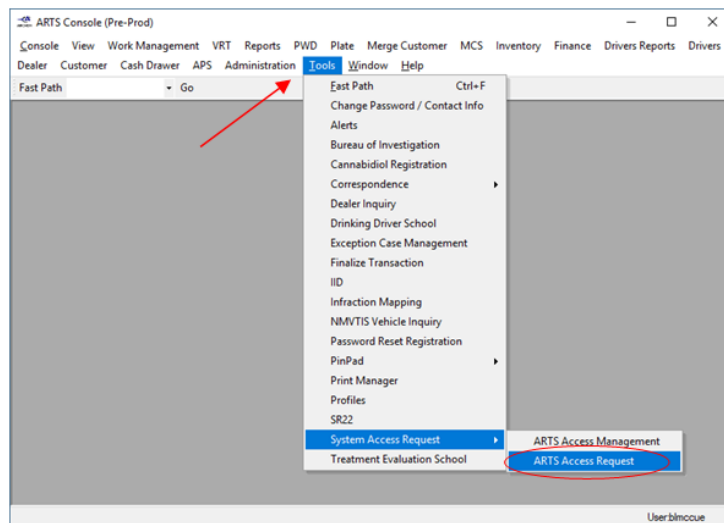 ARTS Console (Pre-Prod)
Console View Work Management VRT Reports PWD Plate Merge Customer MCS Inventory Finance Drivers Reports Drivers
Dealer Customer Cash Drawer APS Administration Tools Window Help
Fast Path Go
Fast Path Ctrl+F
Change Password / Contact Info
Alerts
Bureau of Investigation
Cannabidiol Registration
Correspondence
Dealer Inquiry
Drinking Driver School
Exception Case Management
Finalize Transaction
IID
Infraction Mapping
NMVTIS Vehicle Inquiry
Password Reset Registration
PinPad
Print Manager
Profiles
SR22
System Access Request
Treatment Evaluation School
ARTS Access Management
ARTS Access Request
User:blmccue